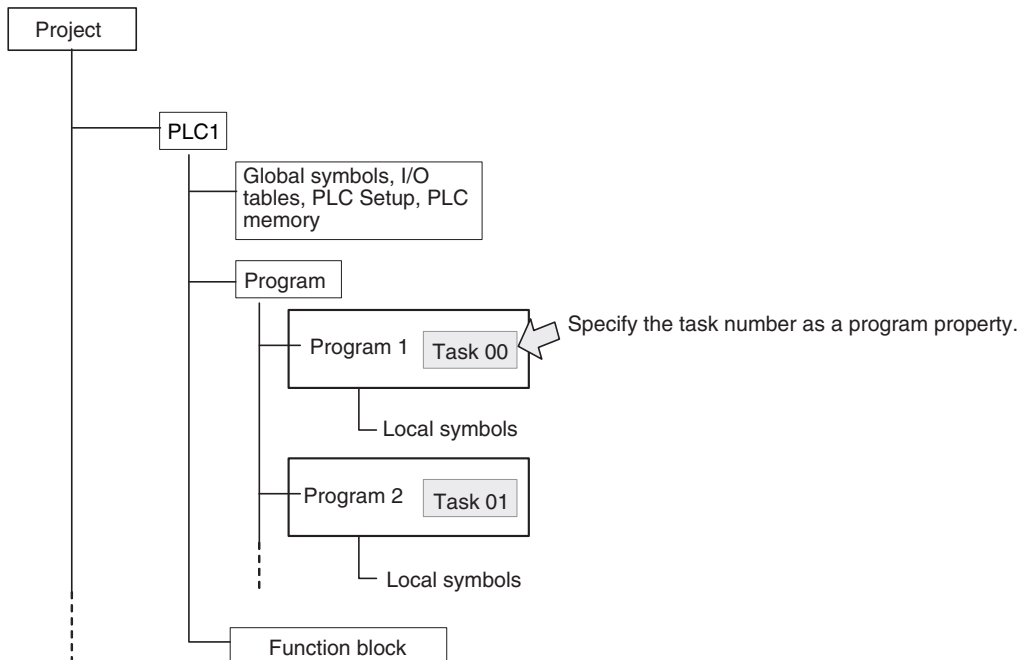 Project
PLC1
Global symbols, I/O
tables, PLC Setup, PLC
memory
Program
Specify the task number as a program property.
Program 1
Task 00
Local symbols
Program 2
Task 01
Local symbols
Function block